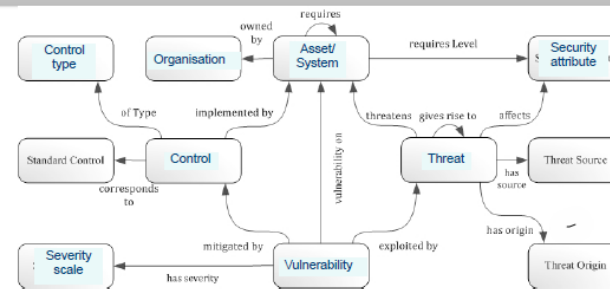 requires
owned
by
Control
type
Organisation
Asset/
System
requires Level
Security
attribute
of Type
implemented by
threatens
gives rise to
affects
vulnerability on
Standard Control
Control
Threat
Threat Source
corresponds
to
has
source
has origin
mitigated by
exploited by
Severity
scale
has severity
Vulnerability
Threat Origin